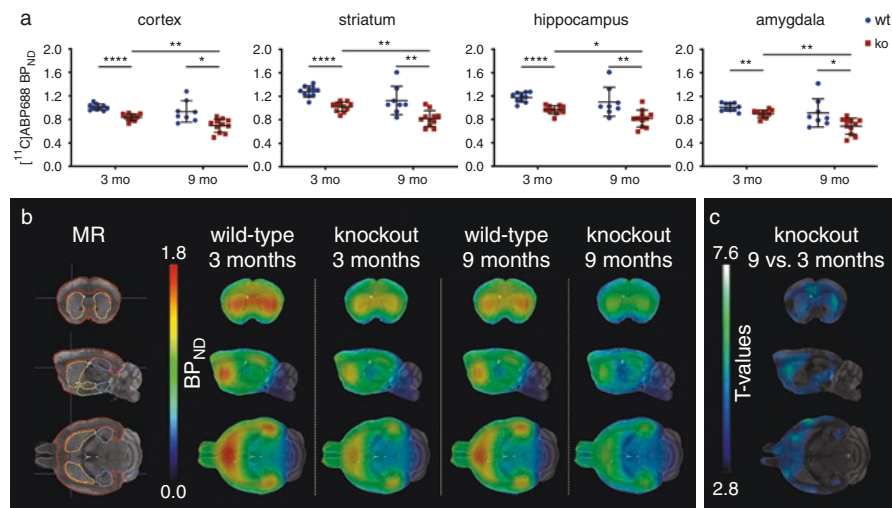 a
cortex
striatum
hippocampus
amygdala
wt
ko
[11C]ABP688 BPND
2.0
1.6
1.2
0.8
0.4
0.0
****
**
*
3 mo
9 mo
2.0
1.6
1.2
0.8
0.4
0.0
****
**
**
3 mo
9 mo
2.0
1.6
1.2
0.8
0.4
0.0
****
*
**
3 mo
9 mo
2.0
1.6
1.2
0.8
0.4
0.0
**
**
*
3 mo
9 mo
b
MR
1.8
BPND
0.0
wild-type
3 months
knockout
3 months
wild-type
9 months
knockout
9 months
c
7.6
T-values
2.8
knockout
9 vs. 3 months